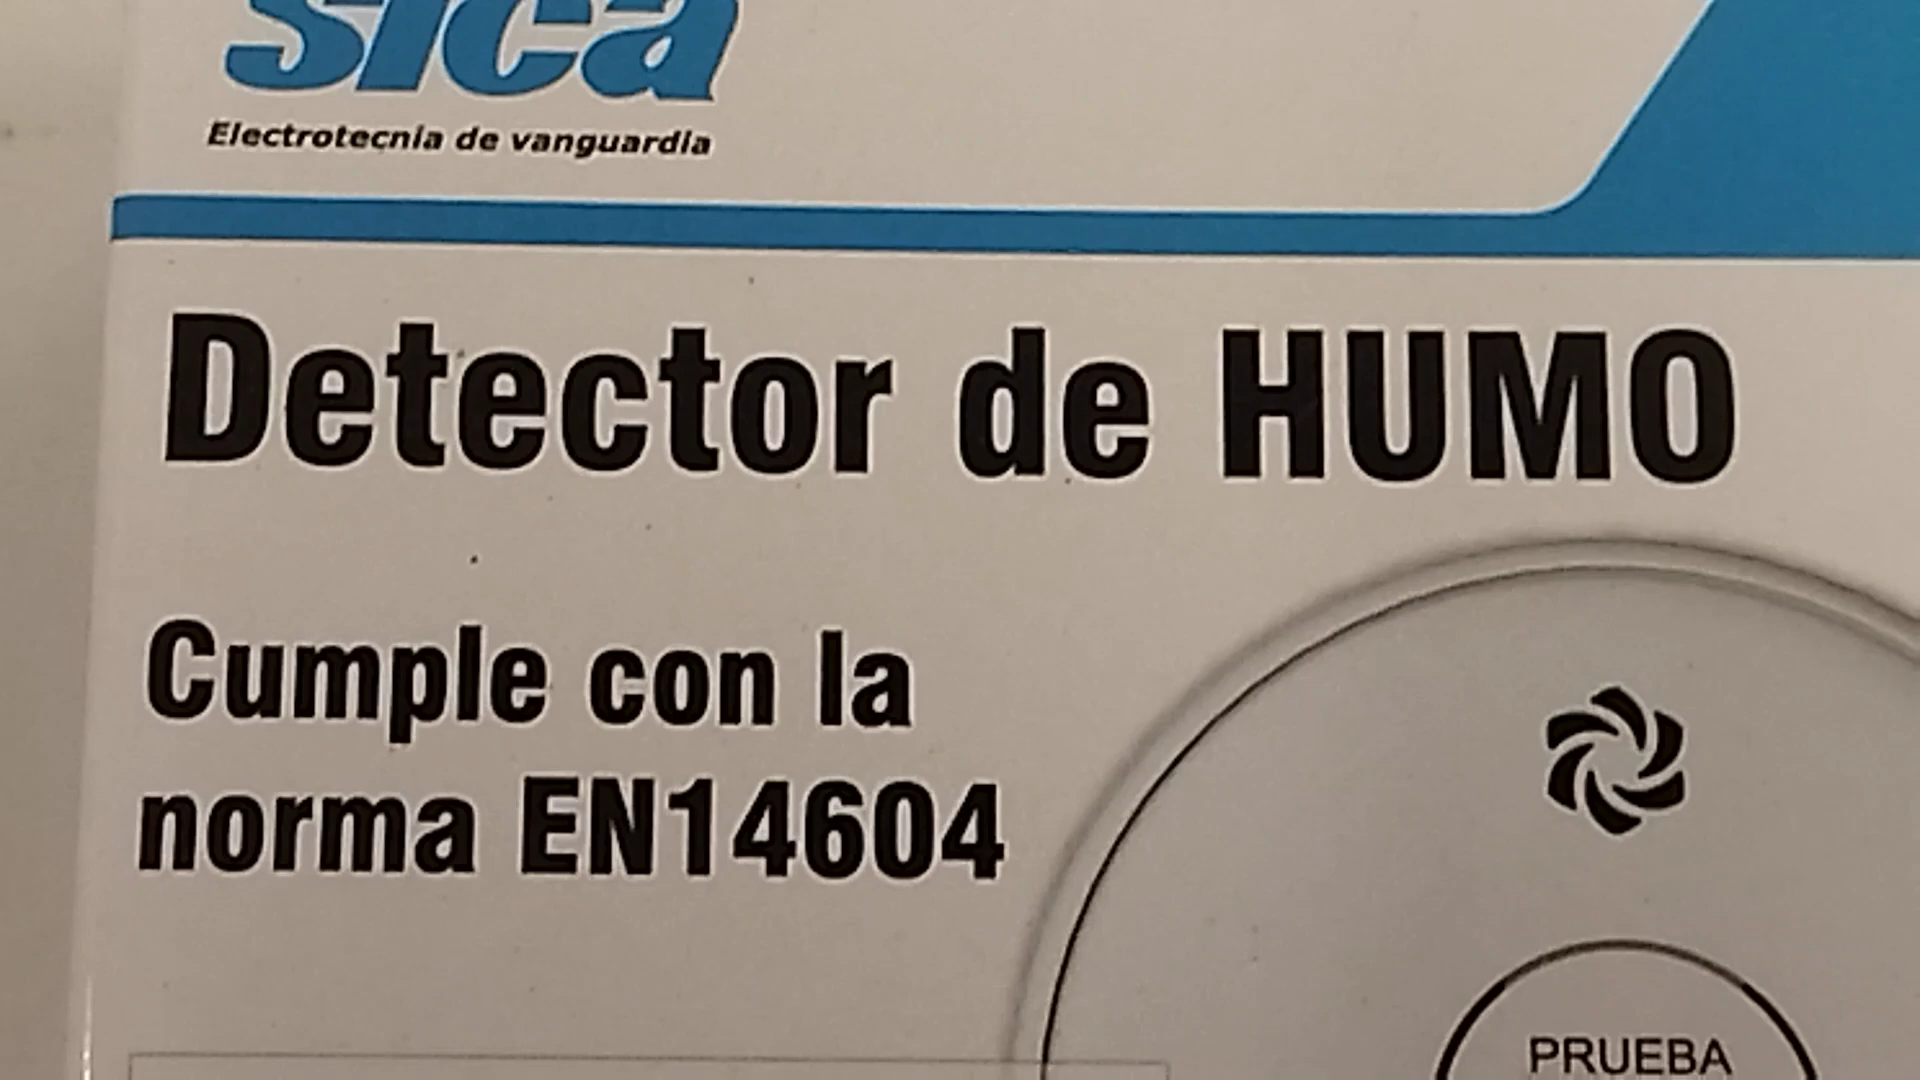 sica
Electrotecnia de vanguardia
Detector de HUMO
Cumple con la
norma EN14604
PRUEBA